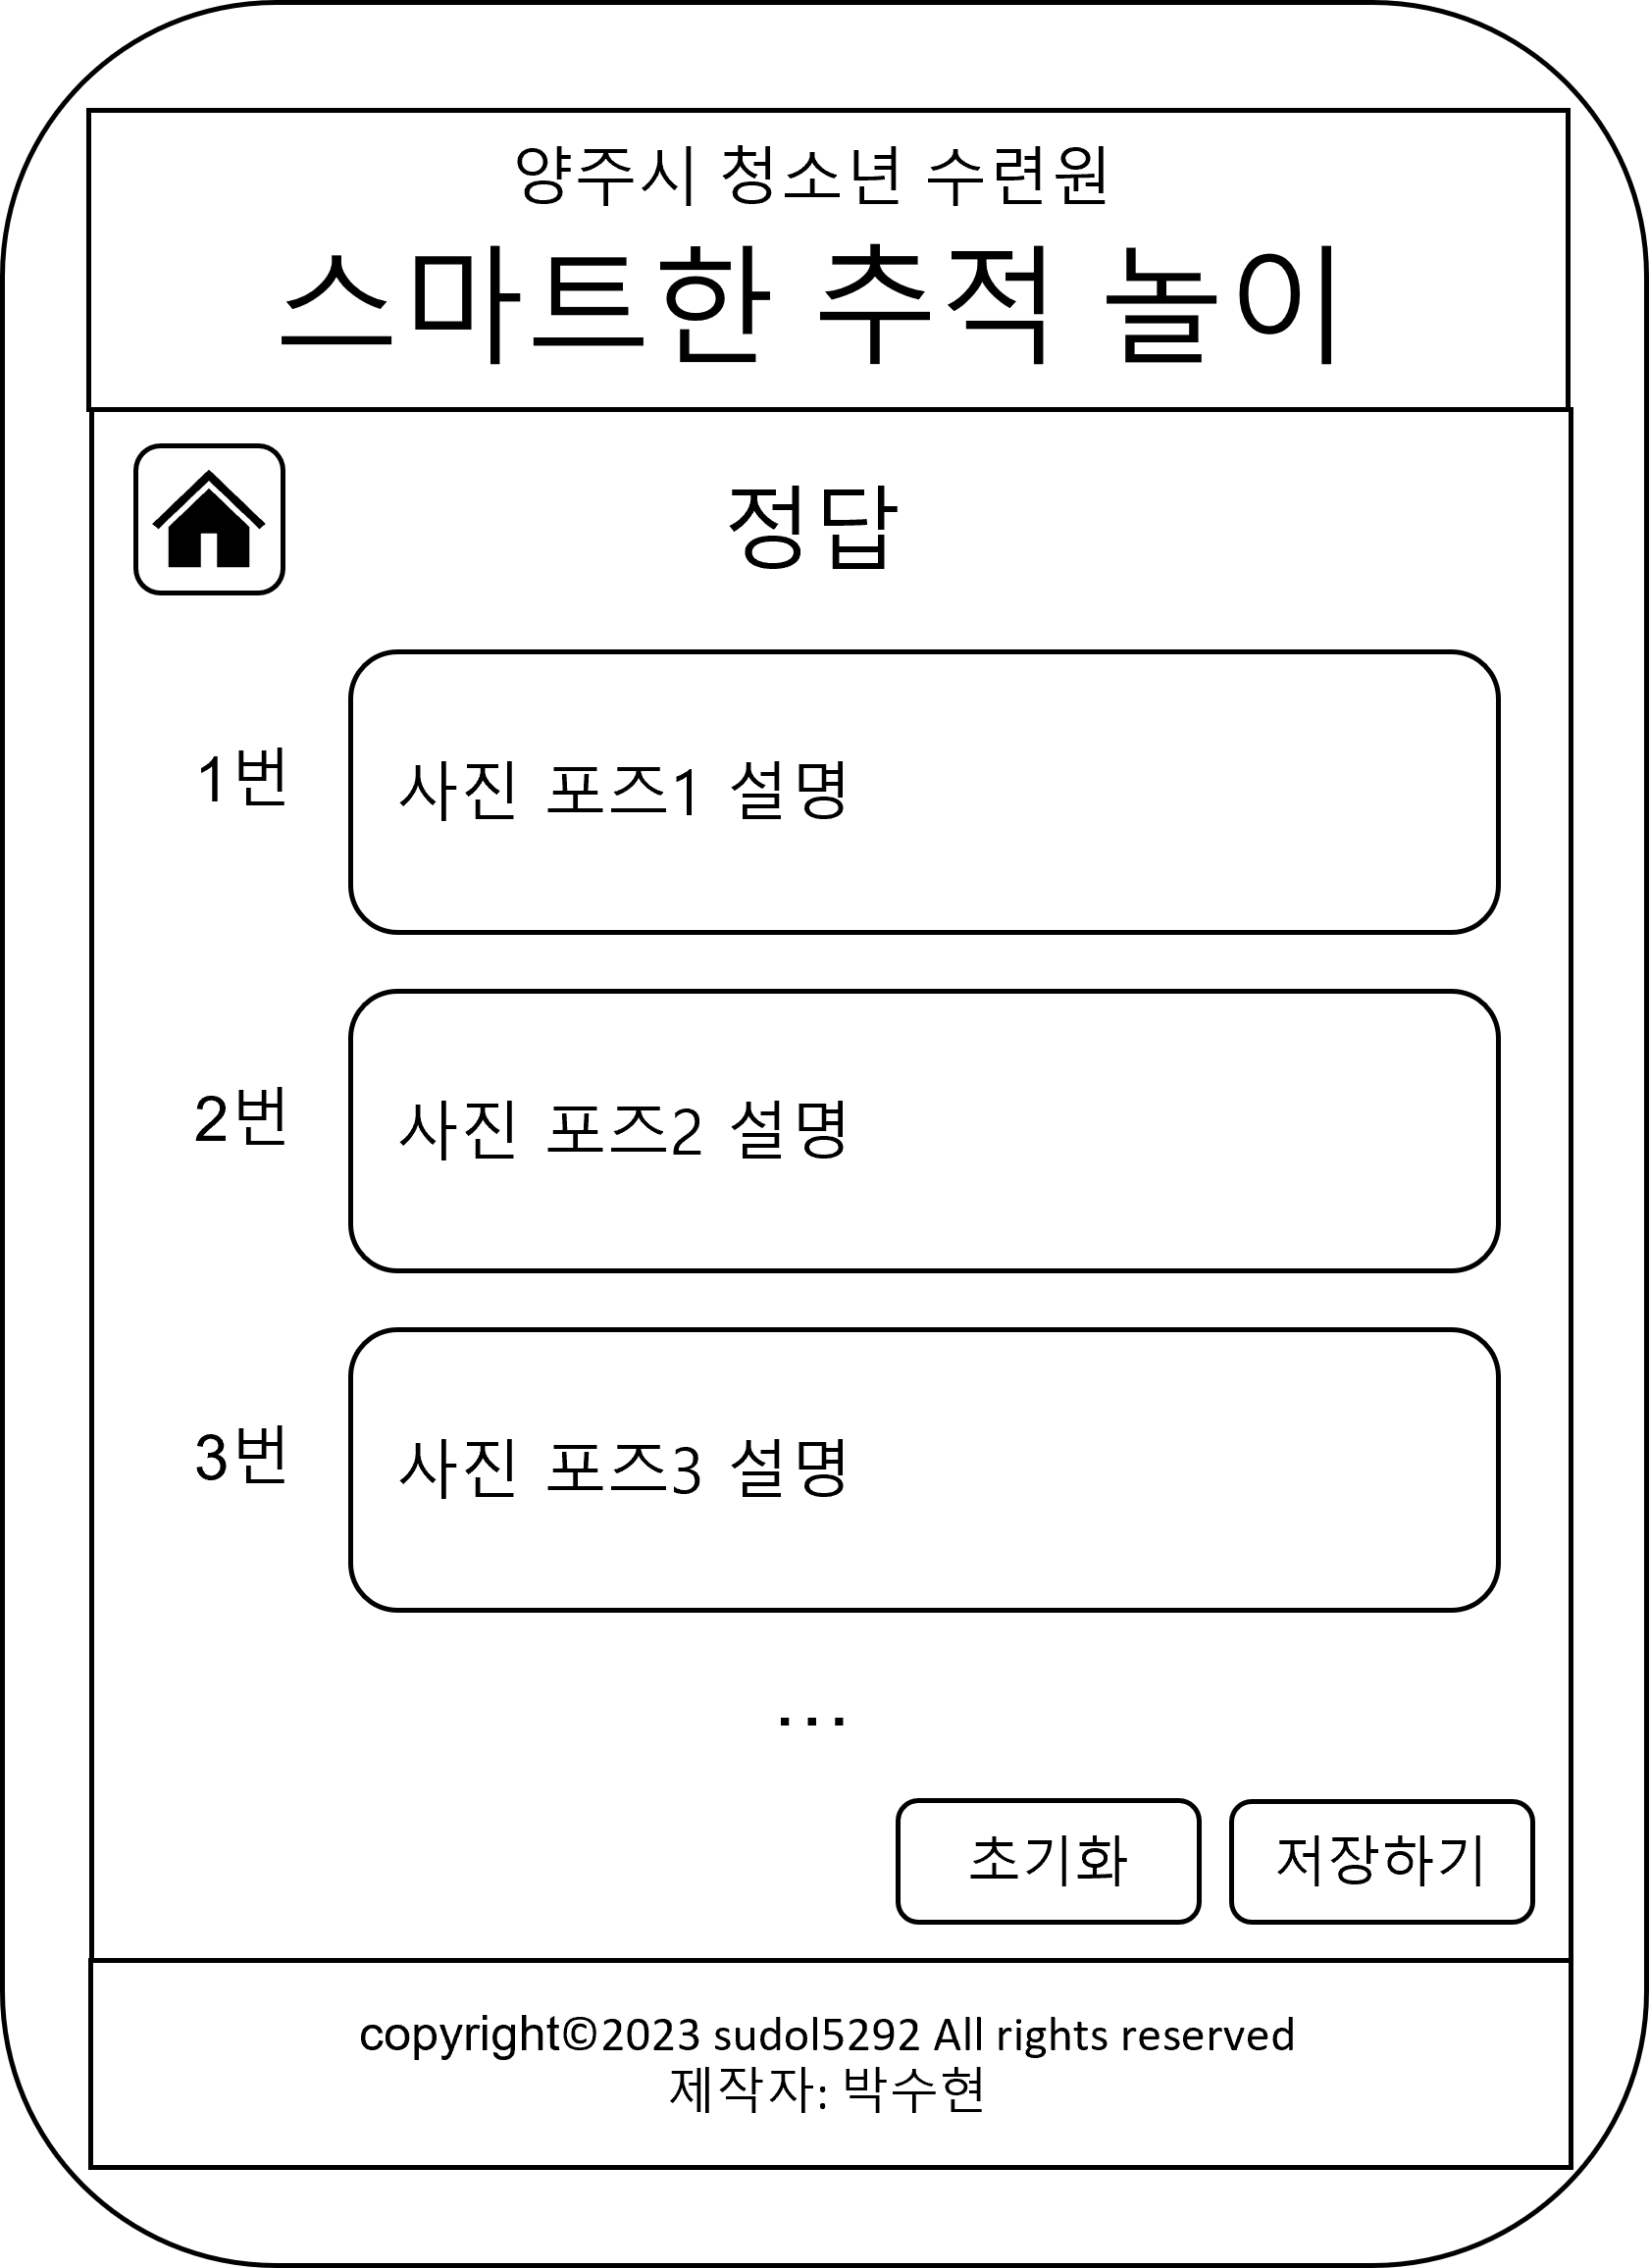 양주시 청소년 수련원
스마트한 추적 놀이
정답
1번
사진 포즈1 설명
2번
사진 포즈2 설명
3번
사진 포즈3 설명
...
초기화 저장하기
copyright©2023 sudol5292 All rights reserved
제작자: 박수현